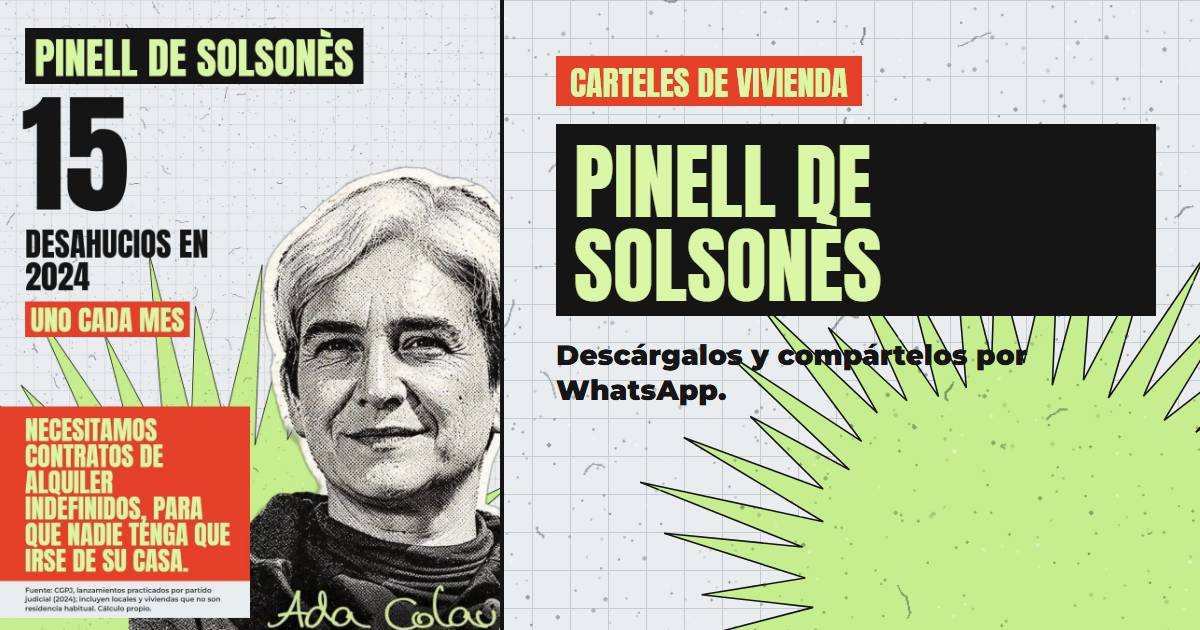 PINELL DE SOLSONÈS
15
DESAHUCIOS EN
2024
UNO CADA MES
NECESITAMOS
CONTRATOS DE
ALQUILER
INDEFINIDOS, PARA
QUE NADIE TENGA QUE
IRSE DE SU CASA.
Fuente: CGPJ, lanzamientos practicados por partido
judicial (2024); incluyen locales y viviendas que no son
residencia habitual. Cálculo propio.
Ada Colau
CARTELES DE VIVIENDA
PINELL DE
SOLSONÈS
Descárgalos y compártelos por
WhatsApp.